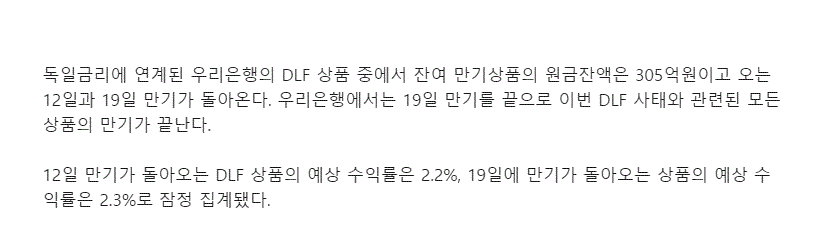 독일금리에 연계된 우리은행의 DLF 상품 중에서 잔여 만기상품의 원금잔액은 305억원이고 오는
12일과 19일 만기가 돌아온다. 우리은행에서는 19일 만기를 끝으로 이번 DLF 사태와 관련된 모든
상품의 만기가 끝난다.
12일 만기가 돌아오는 DLF 상품의 예상 수익률은 2.2%, 19일에 만기가 돌아오는 상품의 예상 수
익률은 2.3%로 잠정 집계됐다.